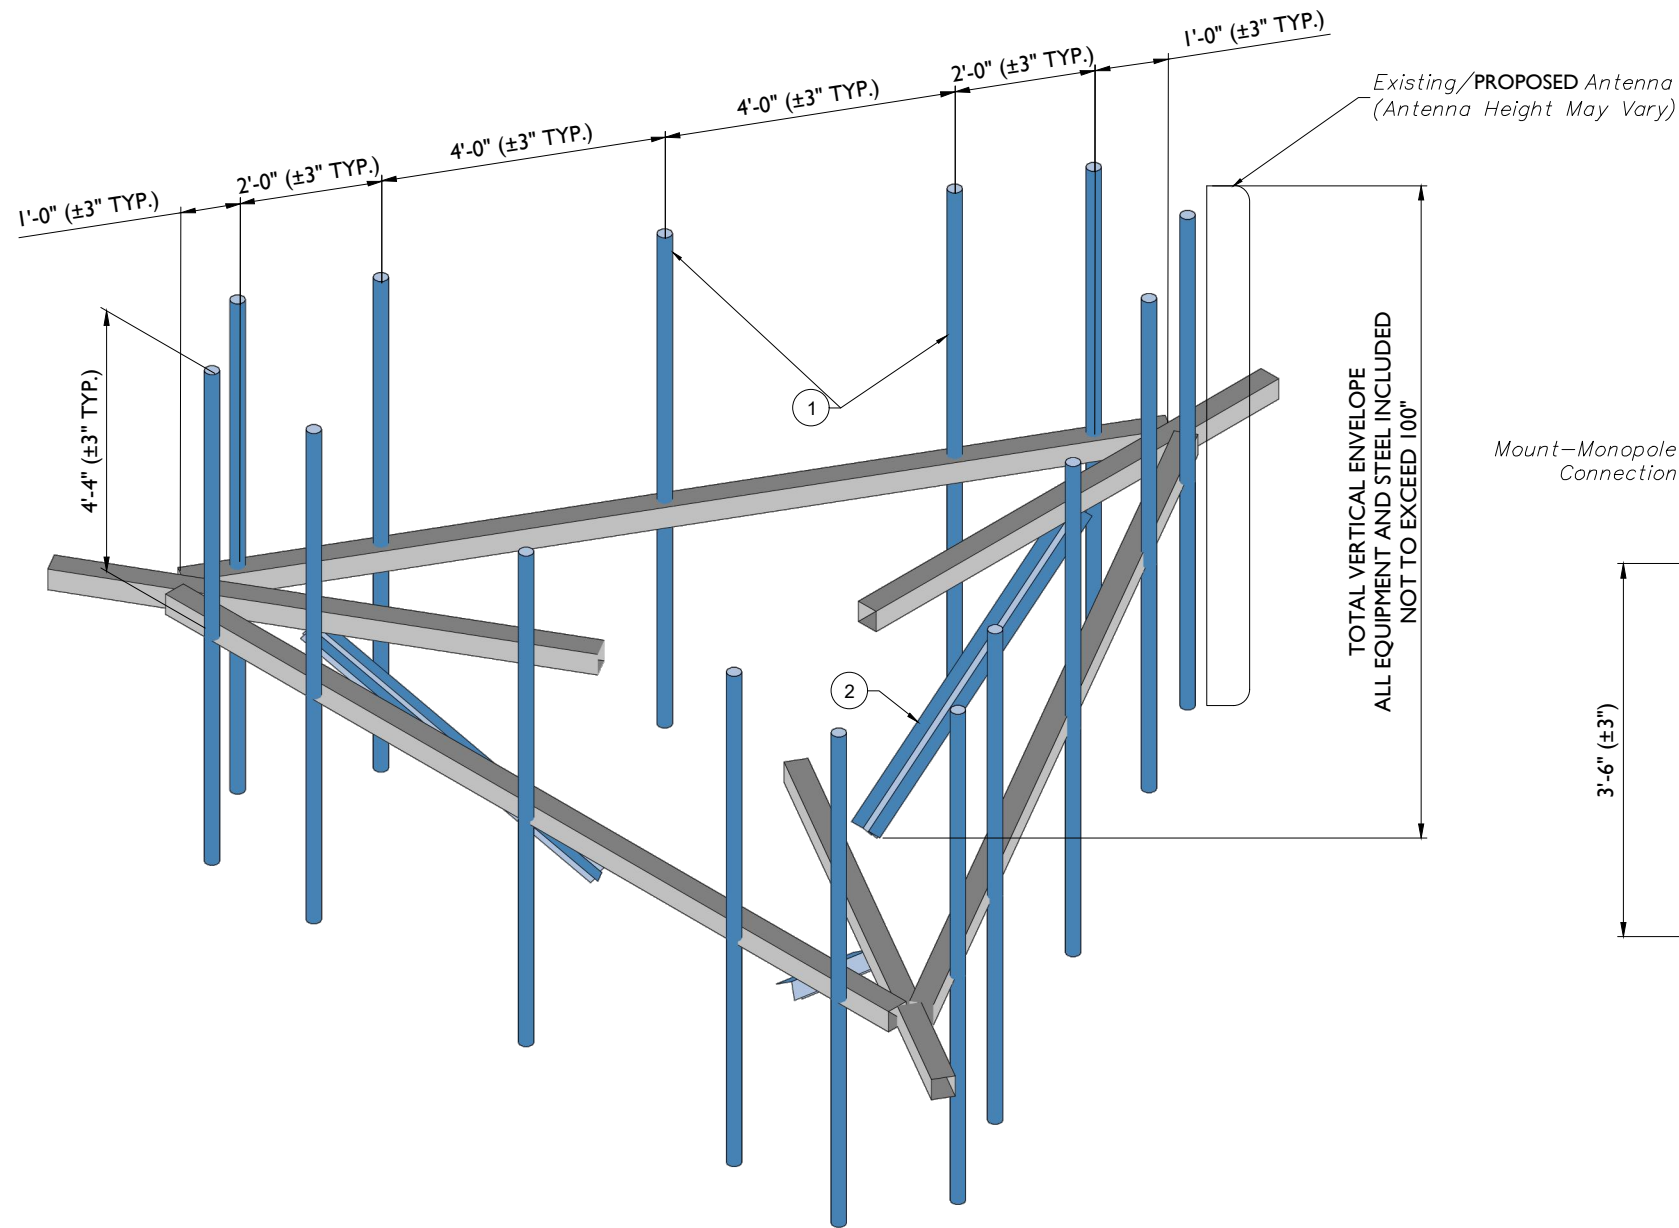 1'-0" (±3" TYP.)
2'-0" (±3" TYP.)
4'-0" (±3" TYP.)
4'-0" (±3" TYP.)
2'-0" (±3" TYP.)
1'-0" (±3" TYP.)
Existing/PROPOSED Antenna
(Antenna Height May Vary)
4'-4" (±3" TYP.)
1
2
TOTAL VERTICAL ENVELOPE
ALL EQUIPMENT AND STEEL INCLUDED
NOT TO EXCEED 100"
Mount-Monopole
Connection
3'-6" (±3")